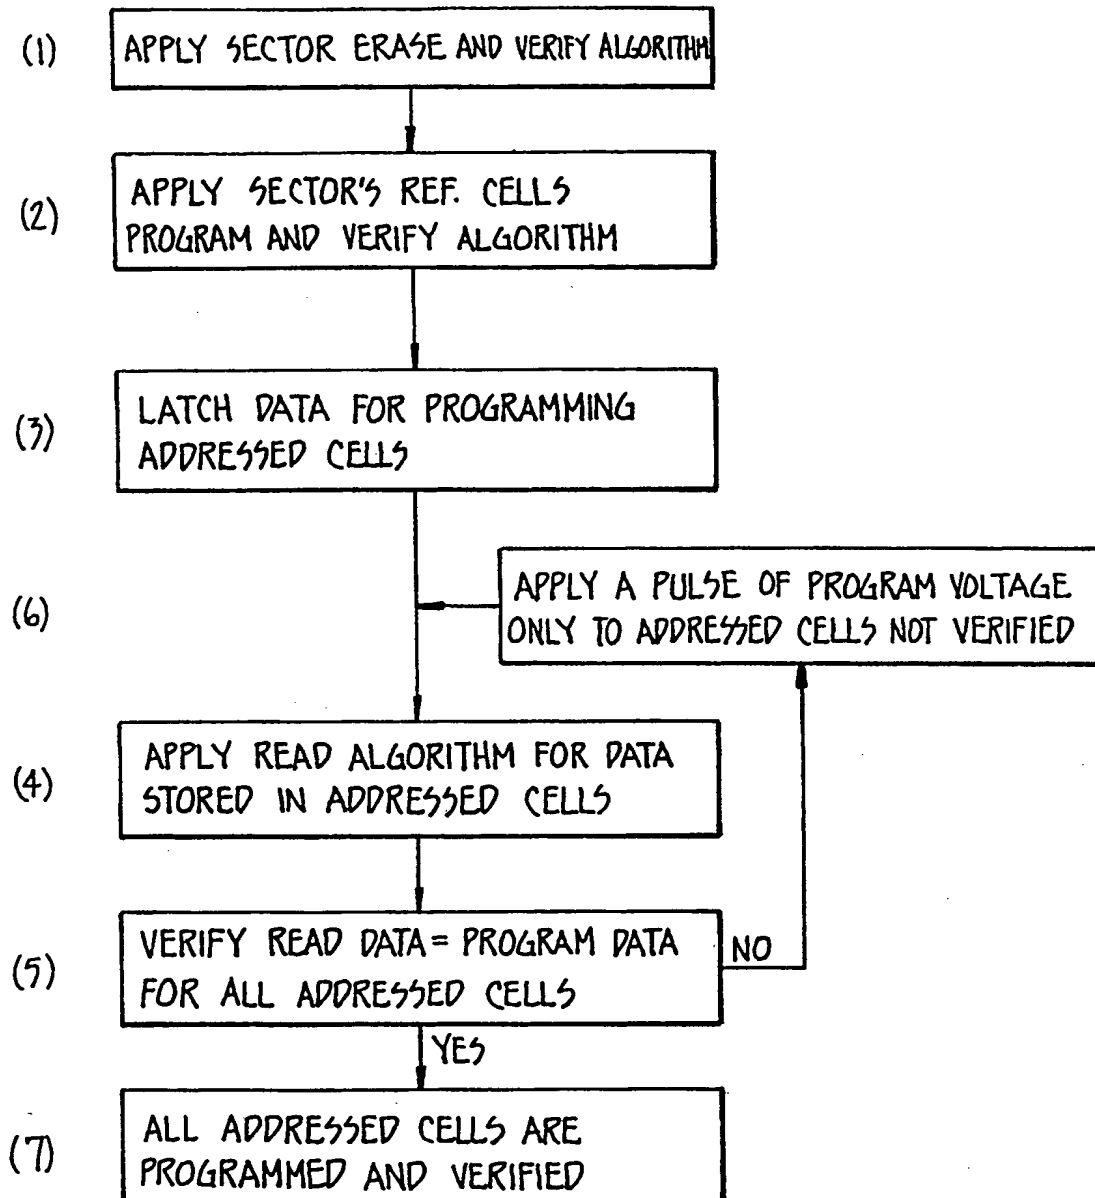 (1)
APPLY SECTOR ERASE AND VERIFY ALGORITHM
(2)
APPLY SECTOR'S REF. CELLS
PROGRAM AND VERIFY ALGORITHM
(3)
LATCH DATA FOR PROGRAMMING
ADDRESSED CELLS
(6)
APPLY A PULSE OF PROGRAM VOLTAGE
ONLY TO ADDRESSED CELLS NOT VERIFIED
(4)
APPLY READ ALGORITHM FOR DATA
STORED IN ADDRESSED CELLS
(5)
VERIFY READ DATA = PROGRAM DATA
FOR ALL ADDRESSED CELLS
NO
YES
(7)
ALL ADDRESSED CELLS ARE
PROGRAMMED AND VERIFIED